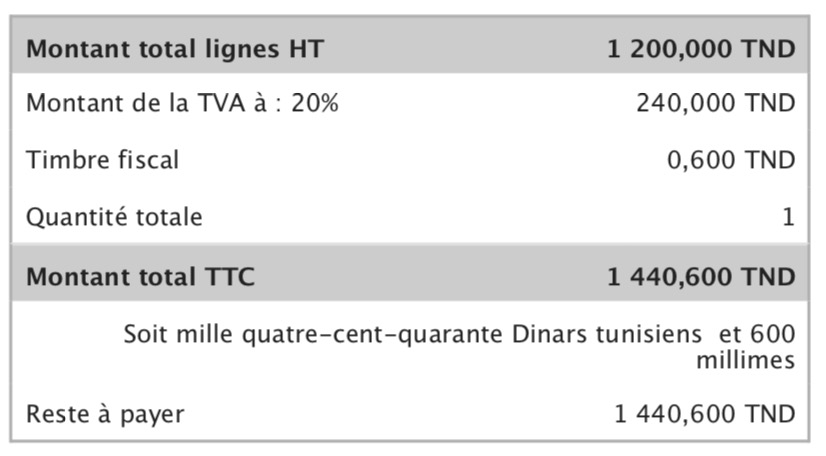 Montant total lignes HT 1 200,000 TND
Montant de la TVA à : 20% 240,000 TND
Timbre fiscal 0,600 TND
Quantité totale 1
Montant total TTC 1 440,600 TND
Soit mille quatre-cent-quarante Dinars tunisiens et 600
millimes
Reste à payer 1 440,600 TND